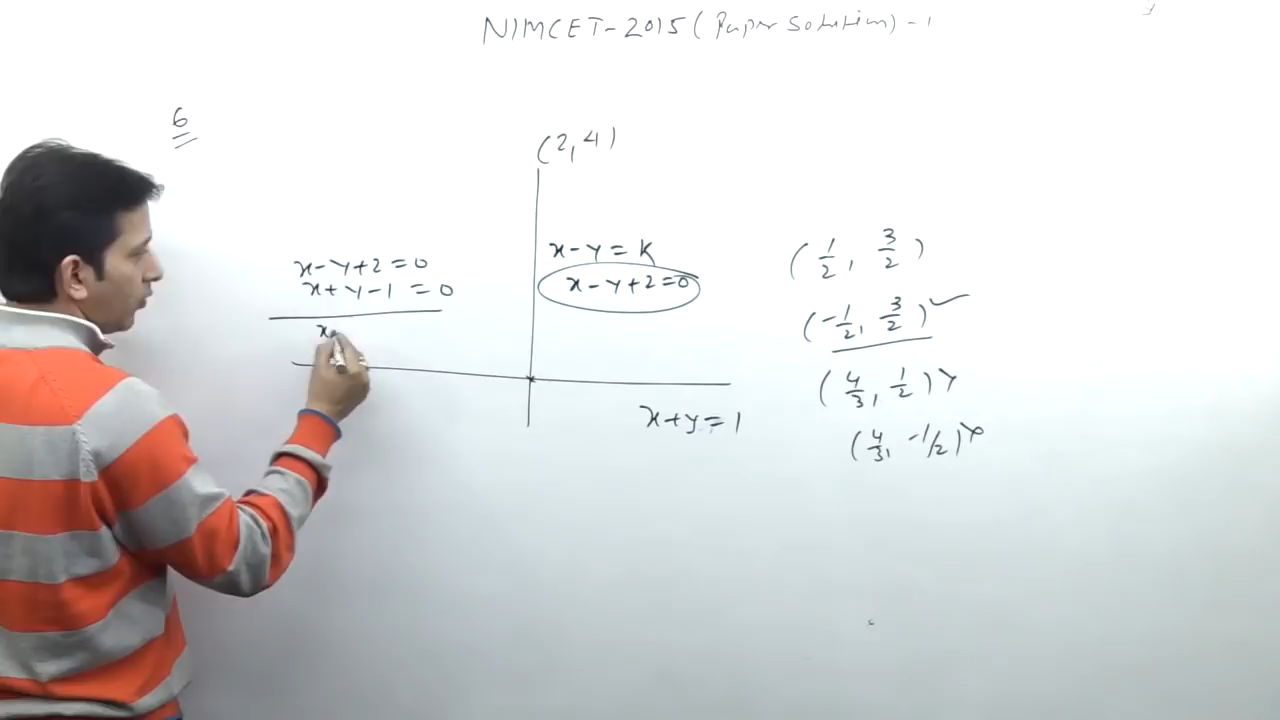 NIMCET-2015 (Paper Solution) - 1
6
(2, 4)
x - y = k
x - y + 2 = 0
x - y + 2 = 0
x + y - 1 = 0
x
x + y = 1
(1/2, 3/2)
(-1/2, 3/2) ✓
(4/3, 1/2) ×
(4/3, -1/2) ×